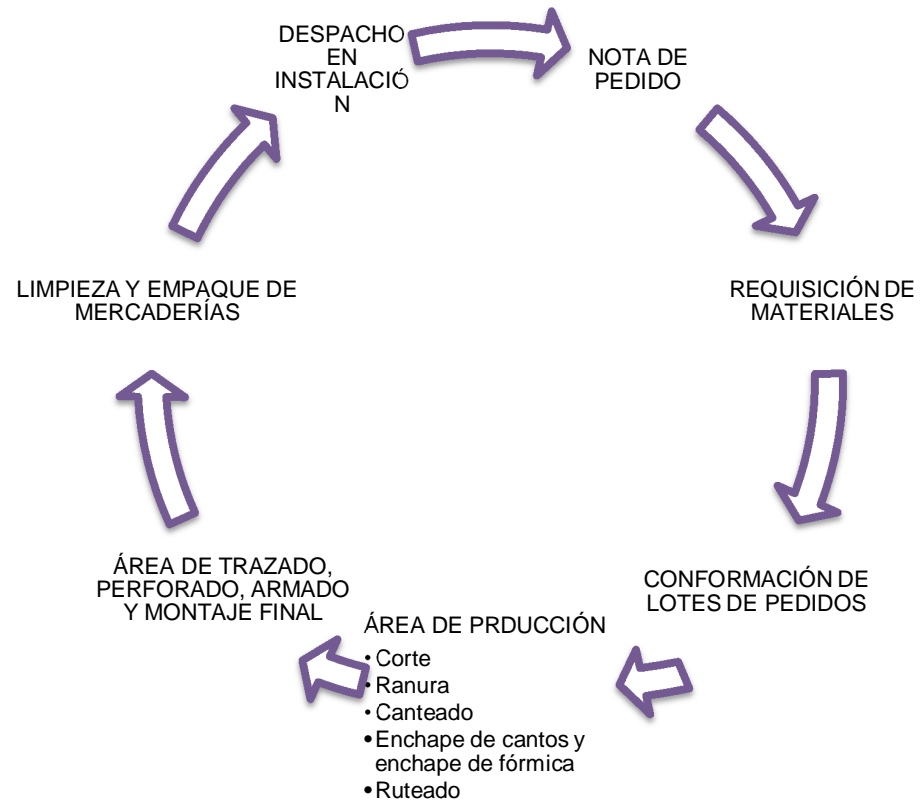 DESPACHO
EN
INSTALACIÓ
N
NOTA DE
PEDIDO
REQUISICIÓN DE
MATERIALES
CONFORMACIÓN DE
LOTES DE PEDIDOS
ÁREA DE PRDUCCIÓN
• Corte
• Ranura
• Canteado
• Enchape de cantos y
enchape de fórmica
• Ruteado
ÁREA DE TRAZADO,
PERFORADO, ARMADO
Y MONTAJE FINAL
LIMPIEZA Y EMPAQUE DE
MERCADERÍAS